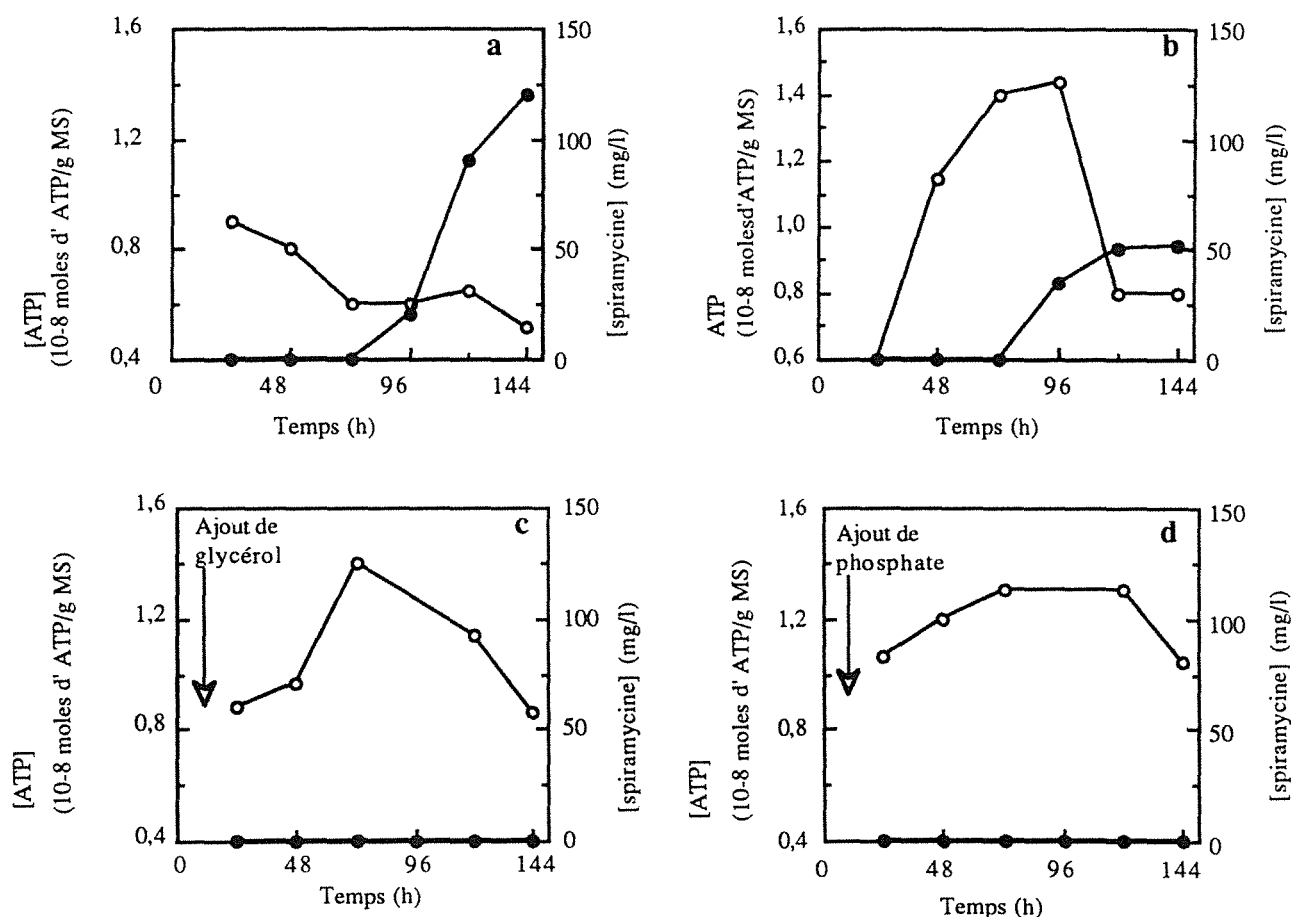 a
1,6
1,2
0,8
0,4
[ATP]
(10-8 moles d' ATP/g MS)
150
100
50
0
[spiramycine] (mg/l)
0
48
96
144
Temps (h)
b
1,6
1,4
1,2
1.0
0.8
0,6
ATP
(10-8 molesd'ATP/g MS)
150
100
50
0
[spiramycine] (mg/l)
0
48
96
144
Temps (h)
c
Ajout de
glycérol
1,6
1,2
0,8
0,4
[ATP]
(10-8 moles d' ATP/g MS)
150
100
50
0
[spiramycine] (mg/l)
0
48
96
144
Temps (h)
d
Ajout de
phosphate
1,6
1,2
0,8
0,4
[ATP]
(10-8 moles d' ATP/g MS)
150
100
50
0
[spiramycine] (mg/l)
0
48
96
144
Temps (h)